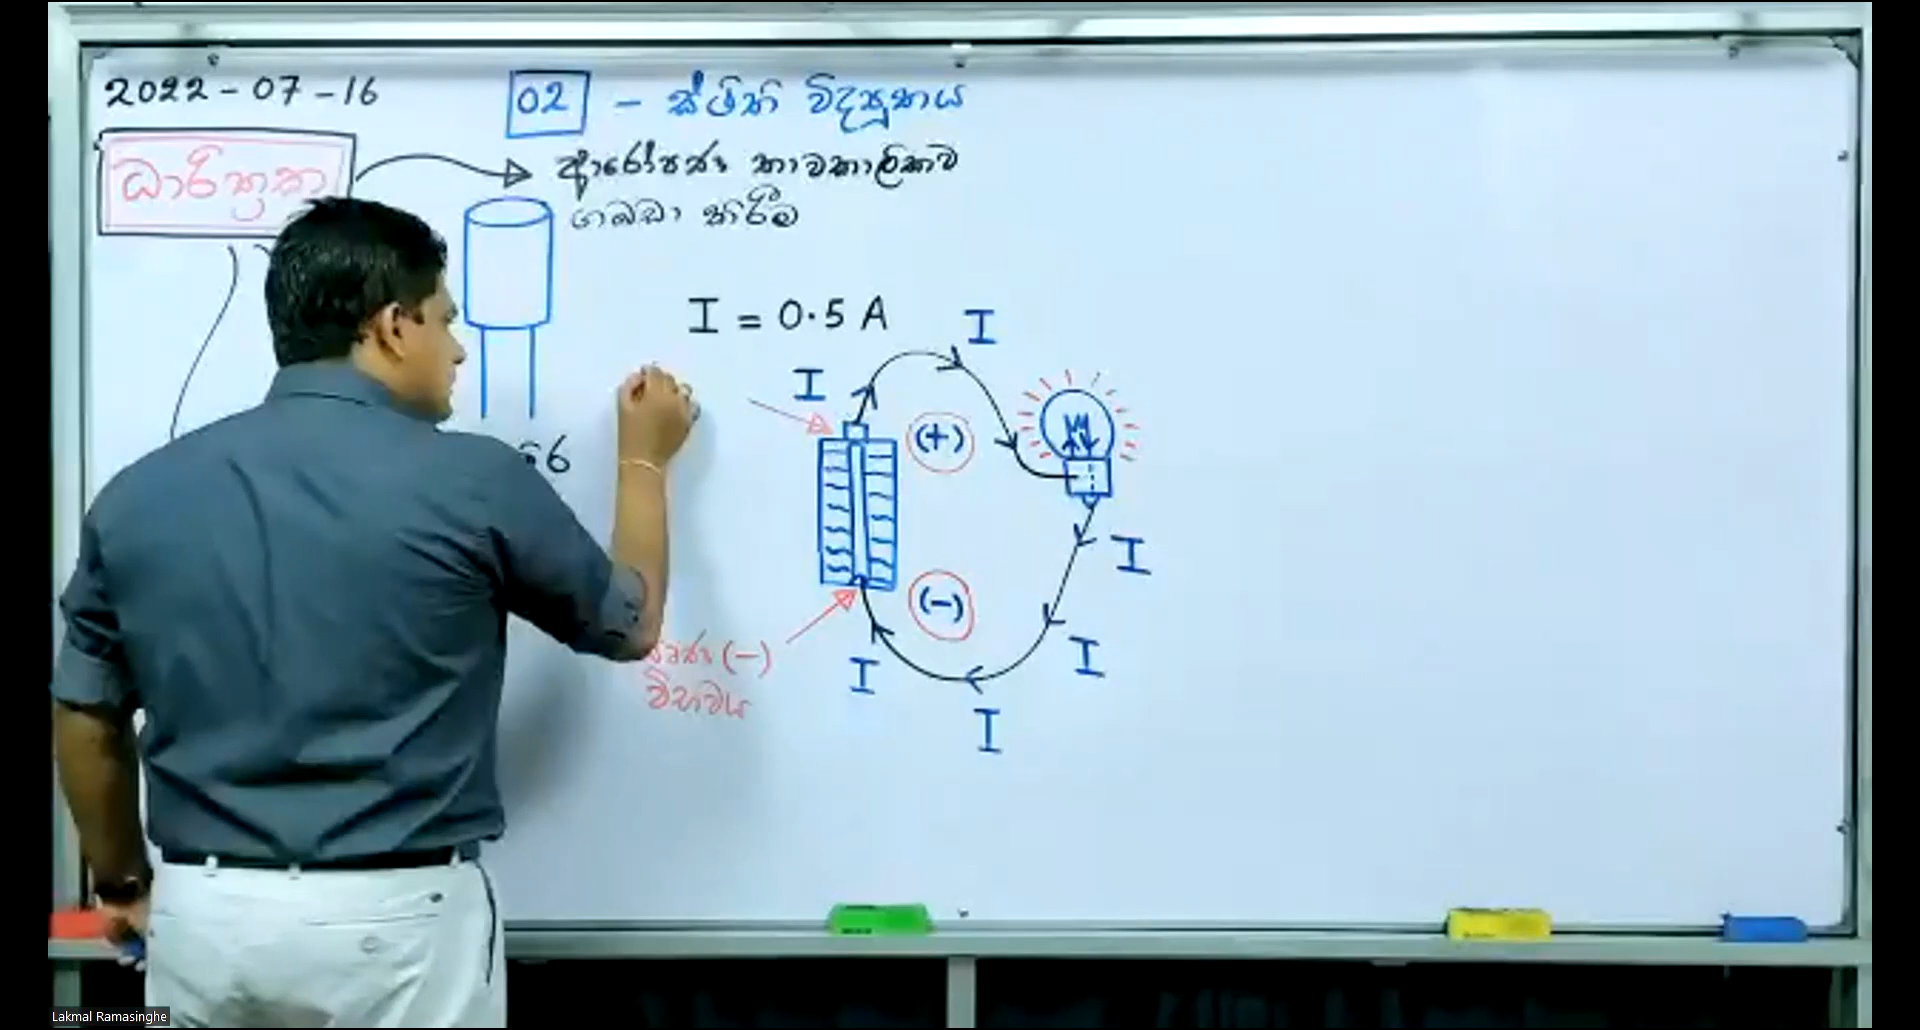 2022-07-16
02 - ස්ථිති විද්‍යුතය
ධාරිත්‍රක
ආරෝපණ තාවකාලිකව
ගබඩා කිරීම
I = 0.5 A
I
I
(+)
I
(-)
(-)
විභවය
I
I
I
Lakmal Ramasinghe